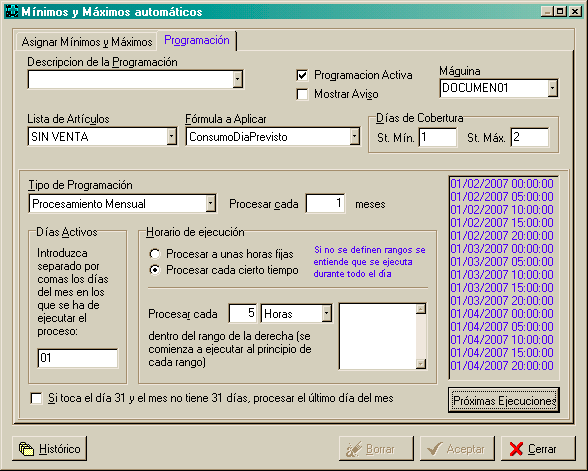 Mínimos y Máximos automáticos
Asignar Mínimos y Máximos
Programación
Descripcion de la Programación
Programacion Activa
Mostrar Aviso
Máquina
DOCUMEN01
Lista de Artículos
SIN VENTA
Fórmula a Aplicar
ConsumoDiaPrevisto
Días de Cobertura
St. Mín. 1
St. Máx. 2
Tipo de Programación
Procesamiento Mensual
Procesar cada 1 meses
Días Activos
Introduzca
separado por
comas los días
del mes en los
que se ha de
ejecutar el
proceso:
01
Horario de ejecución
Procesar a unas horas fijas
Procesar cada cierto tiempo
Si no se definen rangos se
entiende que se ejecuta
durante todo el dia
Procesar cada 5 Horas
dentro del rango de la derecha (se
comienza a ejecutar al principio de
cada rango)
01/02/2007 00:00:00
01/02/2007 05:00:00
01/02/2007 10:00:00
01/02/2007 15:00:00
01/02/2007 20:00:00
01/03/2007 00:00:00
01/03/2007 05:00:00
01/03/2007 10:00:00
01/03/2007 15:00:00
01/03/2007 20:00:00
01/04/2007 00:00:00
01/04/2007 05:00:00
01/04/2007 10:00:00
01/04/2007 15:00:00
01/04/2007 20:00:00
Si toca el día 31 y el mes no tiene 31 días, procesar el último día del mes
Próximas Ejecuciones
Histórico
Borrar
Aceptar
Cerrar